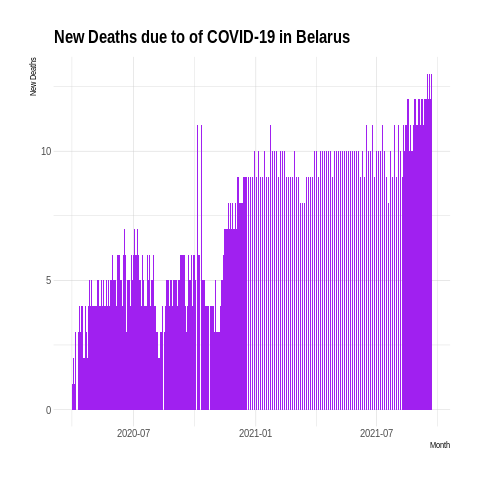 New Deaths due to of COVID-19 in Belarus
New Deaths
10
5
0
2020-07
2021-01
2021-07
Month